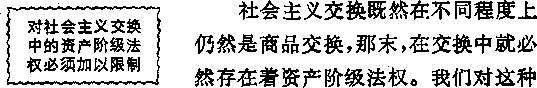 对社会主义交换
中的资产阶级法
权必须加以限制
社会主义交换既然在不同程度上
仍然是商品交换，那末，在交换中就必
然存在着资产阶级法权。我们对这种